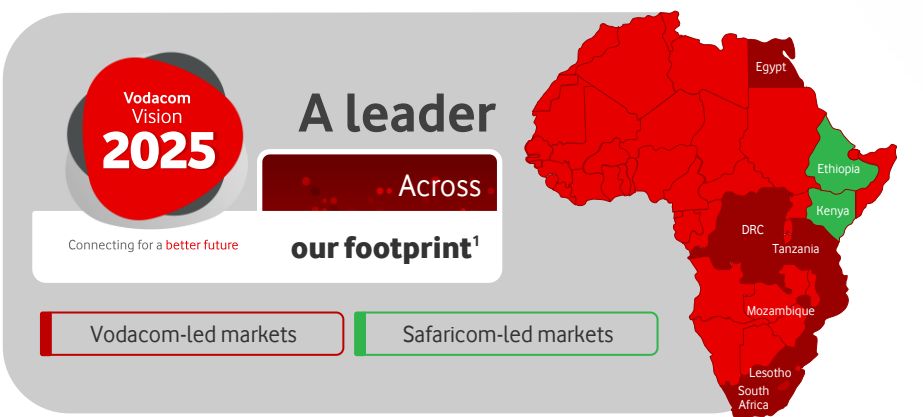 Vodacom
Vision
2025
Connecting for a better future
A leader
Across
our footprint¹
Vodacom-led markets
Safaricom-led markets
Egypt
Ethiopia
Kenya
DRC
Tanzania
Mozambique
Lesotho
South
Africa